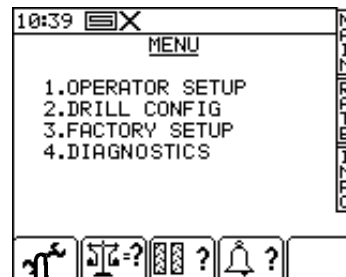 10:39
MENU
1.OPERATOR SETUP
2.DRILL CONFIG
3.FACTORY SETUP
4.DIAGNOSTICS
=?
?
?